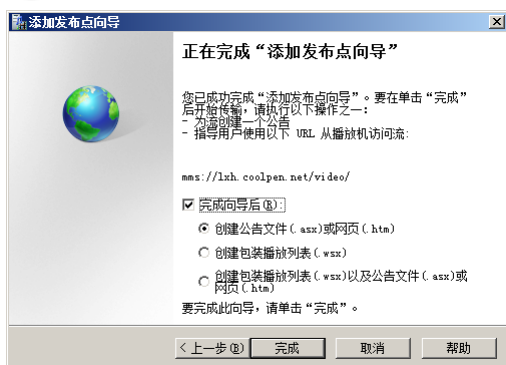 添加发布点向导
正在完成“添加发布点向导”
您已成功完成“添加发布点向导”。要在单击“完成”
后开始传输，请执行以下操作之一：
- 为流创建一个公告
- 指导用户使用以下 URL 从播放机访问流：
mms://lxh.coolpen.net/video/
完成向导后(R)：
创建公告文件(.asx)或网页(.htm)
创建包装播放列表(.wsx)
创建包装播放列表(.wsx)以及公告文件(.asx)或
网页(.htm)
要完成此向导，请单击“完成”。
< 上一步(B)
完成
取消
帮助